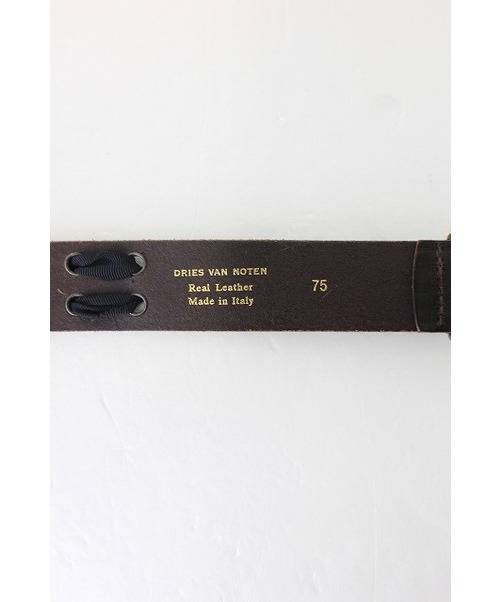 DRIES VAN NOTEN
Real Leather
Made in Italy
75